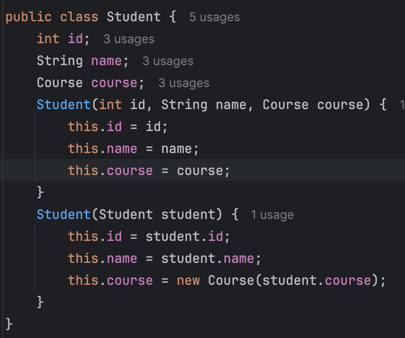 public class Student {  5 usages
    int id;  3 usages
    String name;  3 usages
    Course course;  3 usages
    Student(int id, String name, Course course) {  1
        this.id = id;
        this.name = name;
        this.course = course;
    }
    Student(Student student) {  1 usage
        this.id = student.id;
        this.name = student.name;
        this.course = new Course(student.course);
    }
}